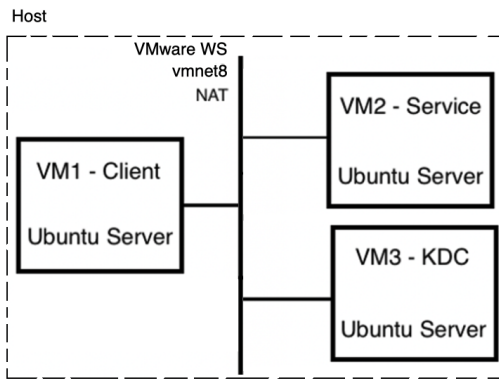 Host
VMware WS
vmnet8
NAT
VM1 - Client
Ubuntu Server
VM2 - Service
Ubuntu Server
VM3 - KDC
Ubuntu Server